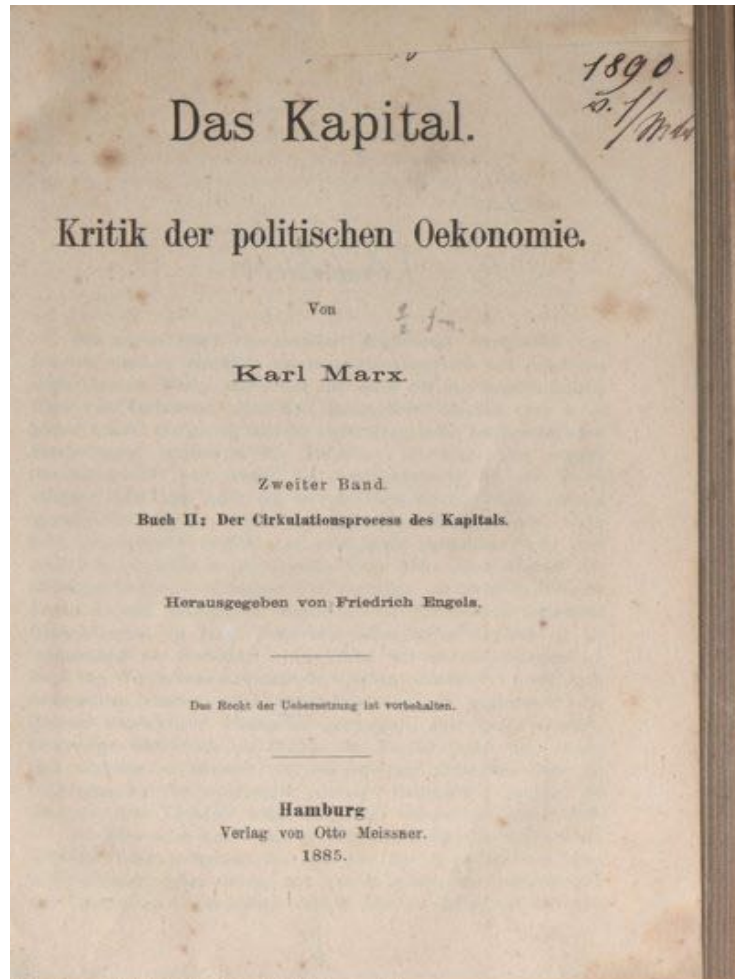 1890.
Das Kapital.
Kritik der politischen Oekonomie.
Von
Karl Marx.
Zweiter Band.
Buch II: Der Cirkulationsprocess des Kapitals.
Herausgegeben von Friedrich Engels.
Das Recht der Uebersetzung ist vorbehalten.
Hamburg
Verlag von Otto Meissner.
1885.